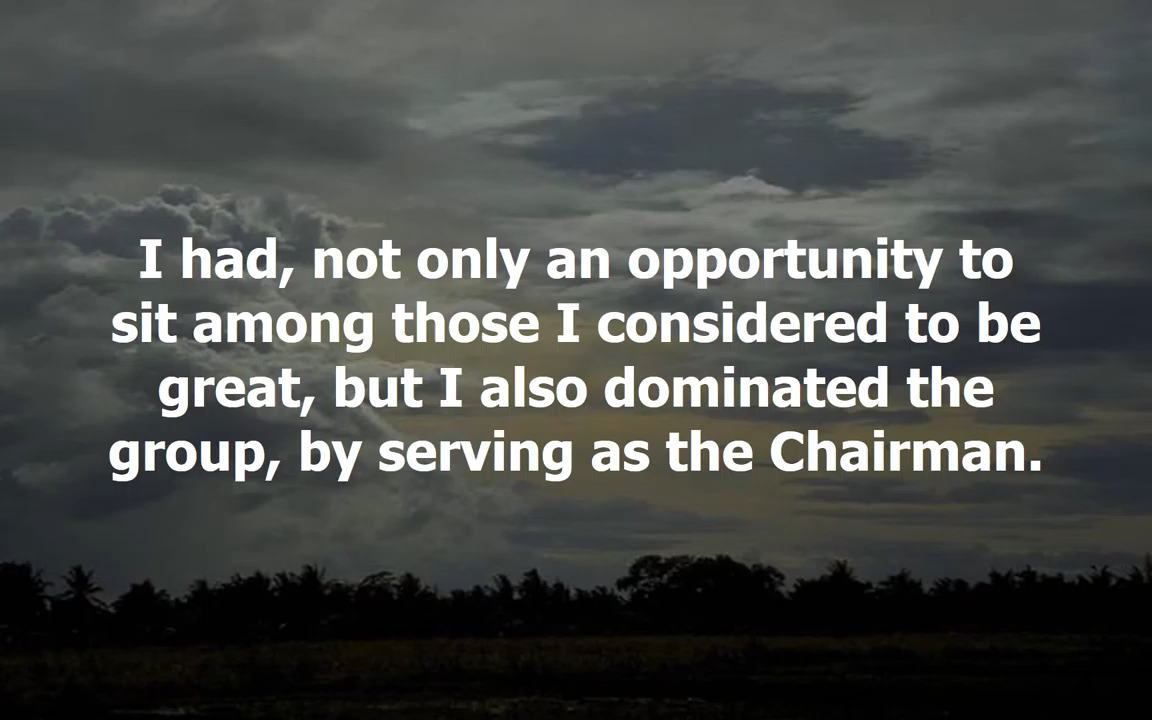 I had, not only an opportunity to
sit among those I considered to be
great, but I also dominated the
group, by serving as the Chairman.